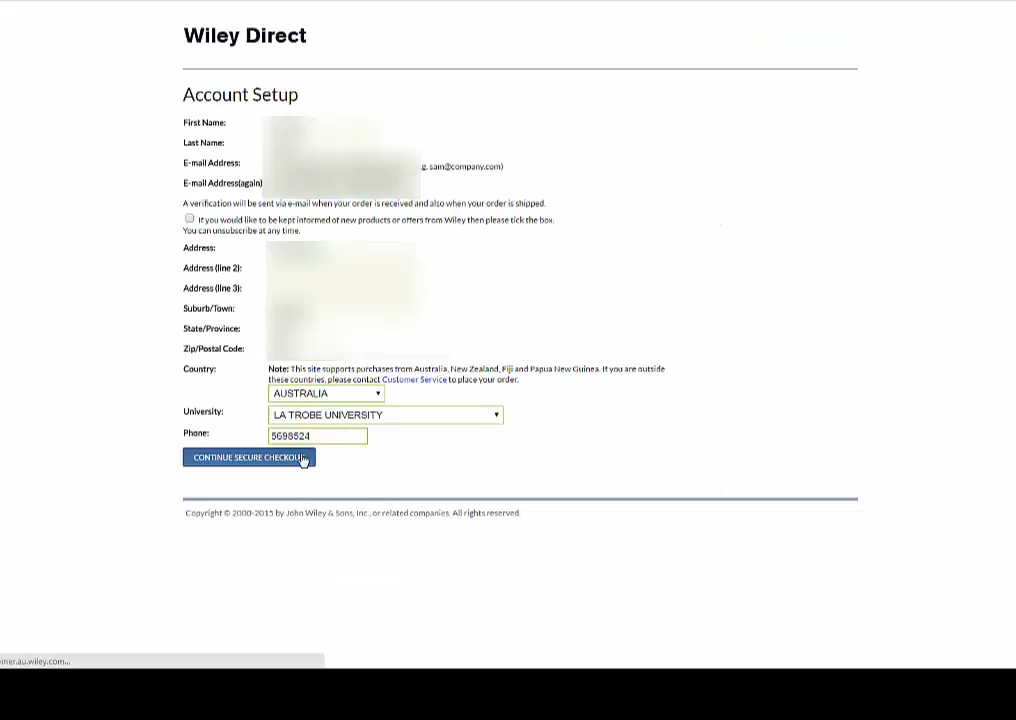 Wiley Direct
Account Setup
First Name:
Last Name:
E-mail Address:
g. sam@company.com)
E-mail Address(again)
A verification will be sent via e-mail when your order is received and also when your order is shipped.
If you would like to be kept informed of new products or offers from Wiley then please tick the box.
You can unsubscribe at any time.
Address:
Address (line 2):
Address (line 3):
Suburb/Town:
State/Province:
Zip/Postal Code:
Country:
Note: This site supports purchases from Australia, New Zealand, Fiji and Papua New Guinea. If you are outside
these countries, please contact Customer Service to place your order.
AUSTRALIA
University:
LA TROBE UNIVERSITY
Phone:
5698524
CONTINUE SECURE CHECKOUT
Copyright © 2000-2015 by John Wiley & Sons, Inc., or related companies. All rights reserved.
mer.au.wiley.com...